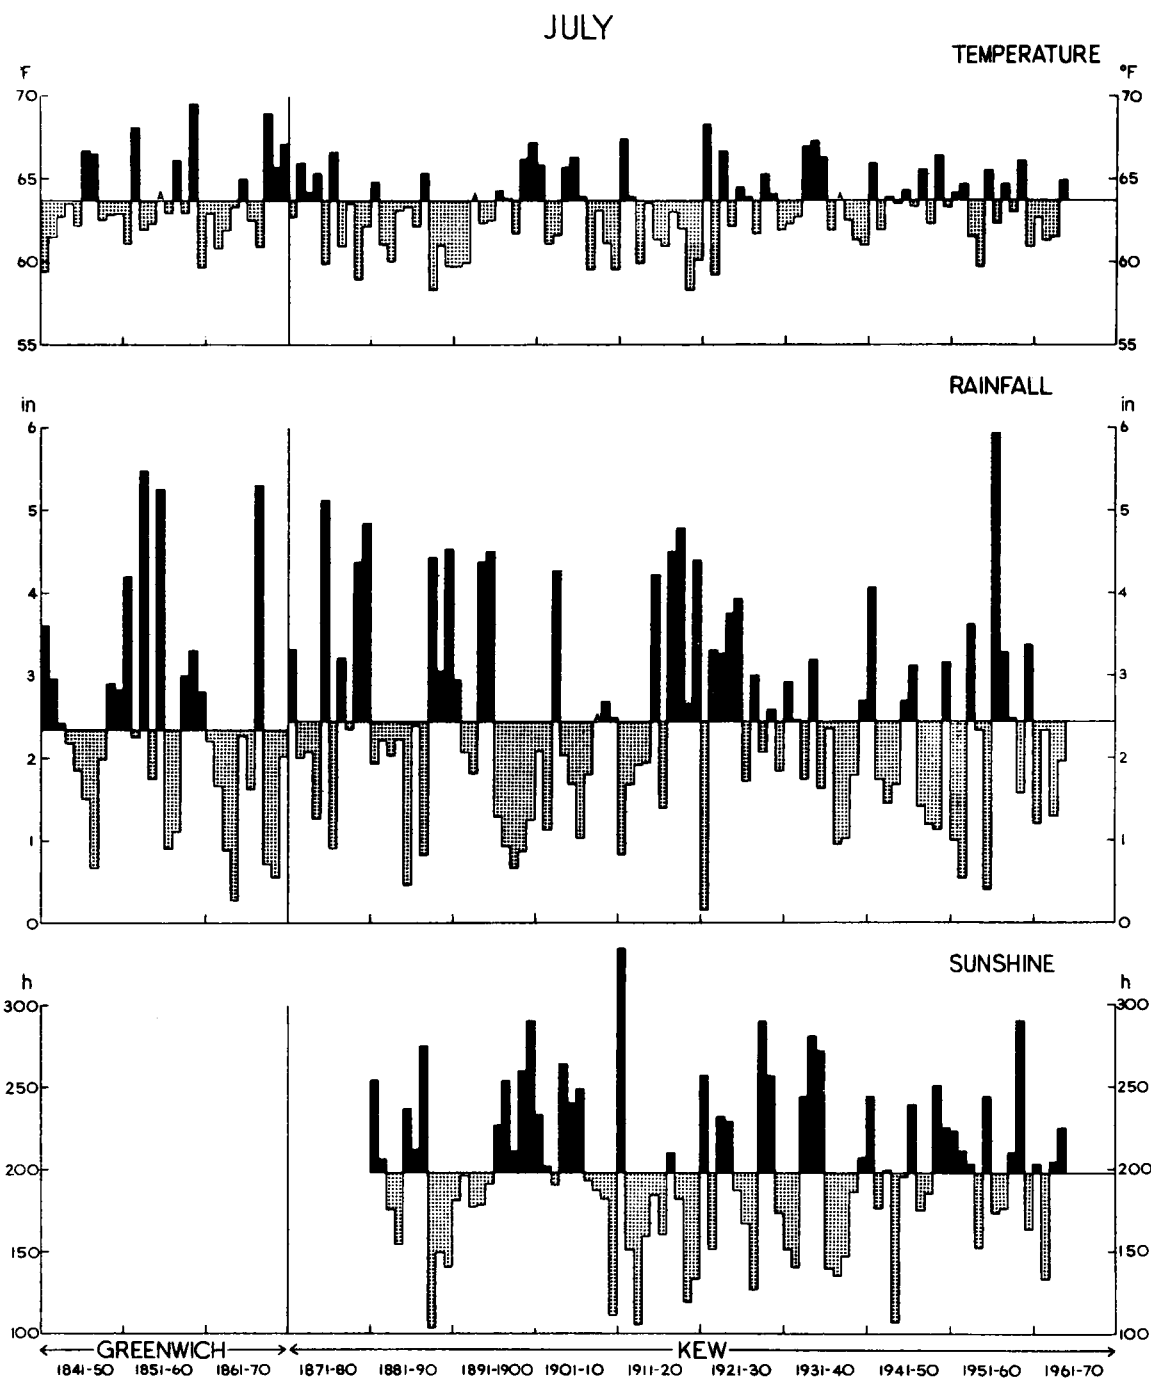 JULY
TEMPERATURE
F °F
70 70
65 65
60 60
55 55
RAINFALL
in in
6 6
5 5
4 4
3 3
2 2
1 1
0 0
SUNSHINE
h h
300 300
250 250
200 200
150 150
100 100
GREENWICH KEW
1841-50 1851-60 1861-70 1871-80 1881-90 1891-1900 1901-10 1911-20 1921-30 1931-40 1941-50 1951-60 1961-70